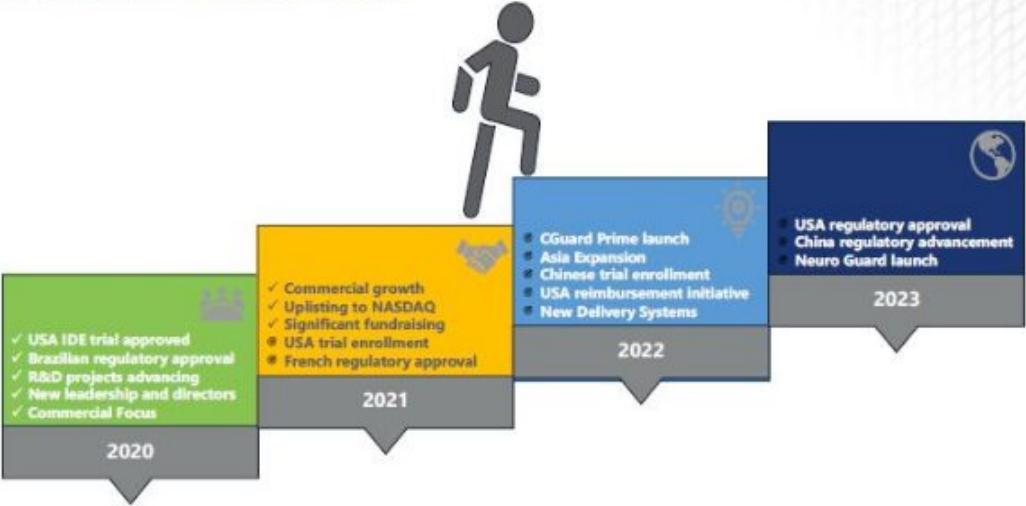 ✓ USA IDE trial approved
✓ Brazilian regulatory approval
✓ R&D projects advancing
✓ New leadership and directors
✓ Commercial Focus
2020
✓ Commercial growth
✓ Uplisting to NASDAQ
✓ Significant fundraising
USA trial enrollment
French regulatory approval
2021
CGuard Prime launch
Asia Expansion
Chinese trial enrollment
USA reimbursement initiative
New Delivery Systems
2022
USA regulatory approval
China regulatory advancement
Neuro Guard launch
2023